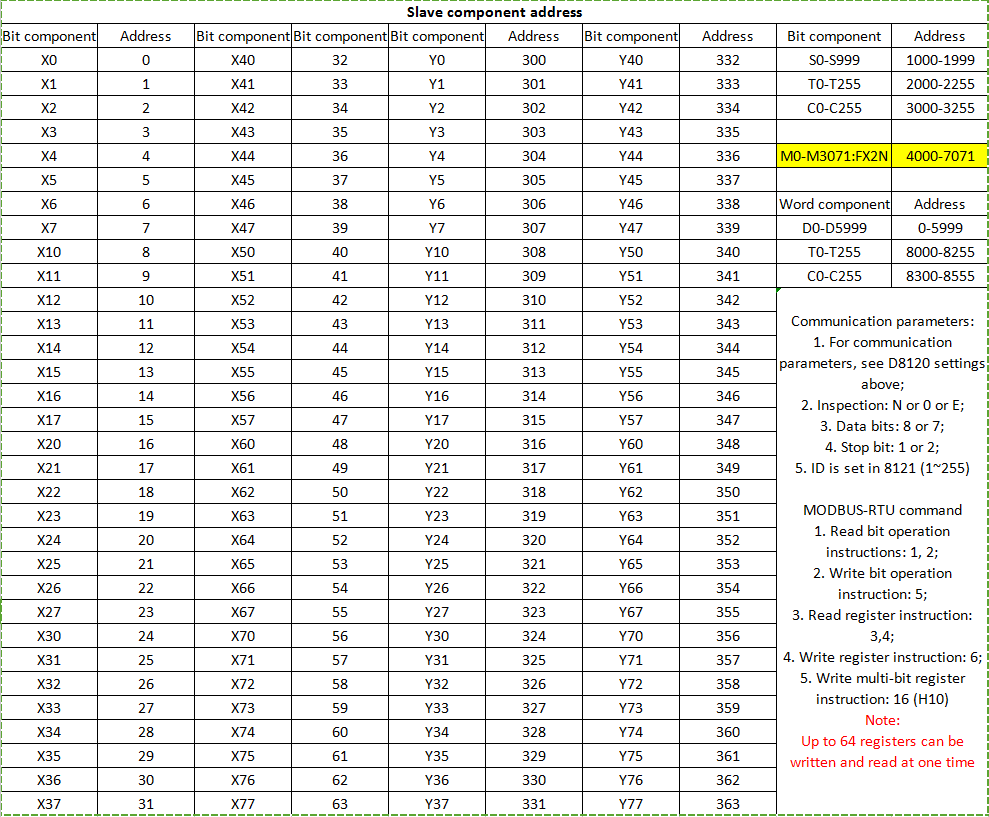 Slave component address
Bit component Address Bit component Bit component Bit component Address Bit component Address Bit component Address
X0 0 X40 32 Y0 300 Y40 332 S0-S999 1000-1999
X1 1 X41 33 Y1 301 Y41 333 T0-T255 2000-2255
X2 2 X42 34 Y2 302 Y42 334 C0-C255 3000-3255
X3 3 X43 35 Y3 303 Y43 335
X4 4 X44 36 Y4 304 Y44 336 M0-M3071:FX2N 4000-7071
X5 5 X45 37 Y5 305 Y45 337
X6 6 X46 38 Y6 306 Y46 338 Word component Address
X7 7 X47 39 Y7 307 Y47 339 D0-D5999 0-5999
X10 8 X50 40 Y10 308 Y50 340 T0-T255 8000-8255
X11 9 X51 41 Y11 309 Y51 341 C0-C255 8300-8555
X12 10 X52 42 Y12 310 Y52 342
X13 11 X53 43 Y13 311 Y53 343
X14 12 X54 44 Y14 312 Y54 344
X15 13 X55 45 Y15 313 Y55 345
X16 14 X56 46 Y16 314 Y56 346
X17 15 X57 47 Y17 315 Y57 347
X20 16 X60 48 Y20 316 Y60 348
X21 17 X61 49 Y21 317 Y61 349
X22 18 X62 50 Y22 318 Y62 350
X23 19 X63 51 Y23 319 Y63 351
X24 20 X64 52 Y24 320 Y64 352
X25 21 X65 53 Y25 321 Y65 353
X26 22 X66 54 Y26 322 Y66 354
X27 23 X67 55 Y27 323 Y67 355
X30 24 X70 56 Y30 324 Y70 356
X31 25 X71 57 Y31 325 Y71 357
X32 26 X72 58 Y32 326 Y72 358
X33 27 X73 59 Y33 327 Y73 359
X34 28 X74 60 Y34 328 Y74 360
X35 29 X75 61 Y35 329 Y75 361
X36 30 X76 62 Y36 330 Y76 362
X37 31 X77 63 Y37 331 Y77 363
Communication parameters:
1. For communication
parameters, see D8120 settings
above;
2. Inspection: N or 0 or E;
3. Data bits: 8 or 7;
4. Stop bit: 1 or 2;
5. ID is set in 8121 (1~255)
MODBUS-RTU command
1. Read bit operation
instructions: 1, 2;
2. Write bit operation
instruction: 5;
3. Read register instruction:
3,4;
4. Write register instruction: 6;
5. Write multi-bit register
instruction: 16 (H10)
Note:
Up to 64 registers can be
written and read at one time